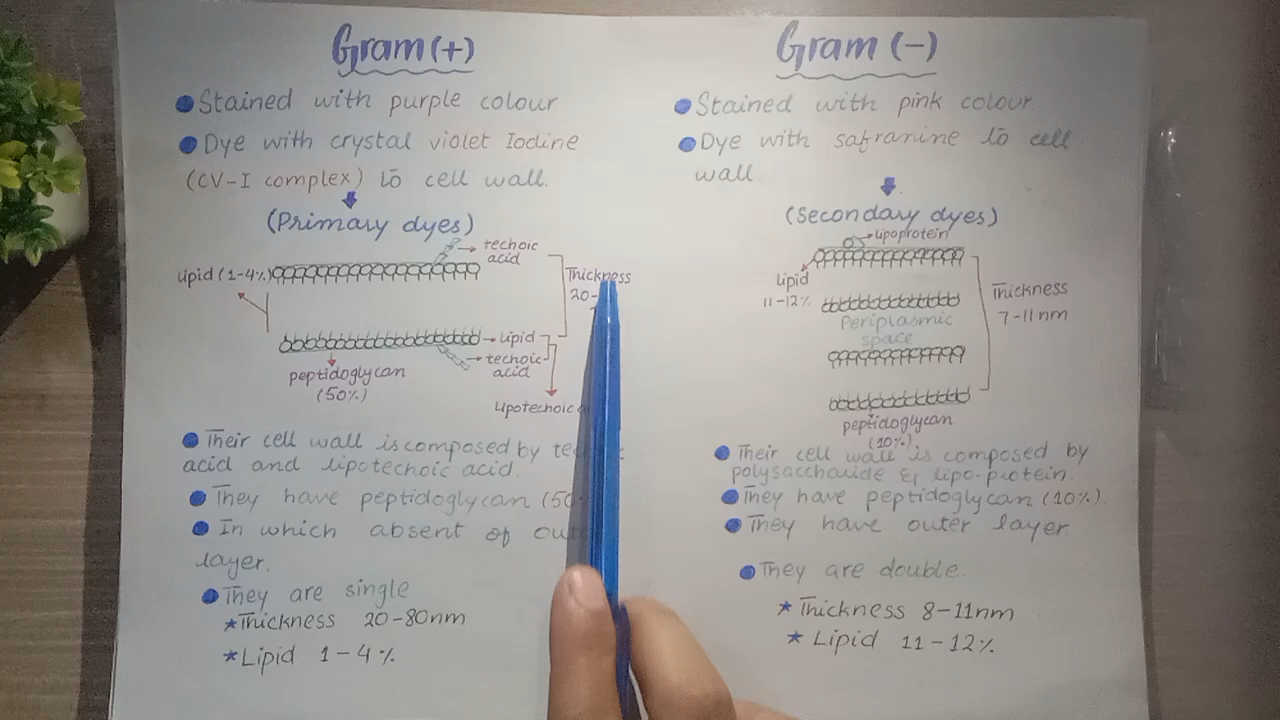 Gram (+)
Stained with purple colour
Dye with crystal violet Iodine
(CV-I complex) to cell wall.
(Primary dyes)
techoic
acid
Lipid (1-4%)
Thickness
20-
Lipid
techoic
acid
peptidoglycan
(50%)
Lipotechoic
Their cell wall is composed by
acid and lipotechoic acid.
They have peptidoglycan (50
In which absent of
layer.
They are single
*Thickness 20-80nm
*Lipid 1-4%
Gram (-)
Stained with pink colour.
Dye with safranine to cell
wall.
(Secondary dyes)
lipoprotein
Lipid
11-12%
Thickness
7-11nm
Periplasmic
space
peptidoglycan
(10%)
Their cell wall is composed by
polysaccharide & lipo-protein.
They have peptidoglycan (10%)
They have outer layer.
They are double.
* Thickness 8-11nm
* Lipid 11-12%